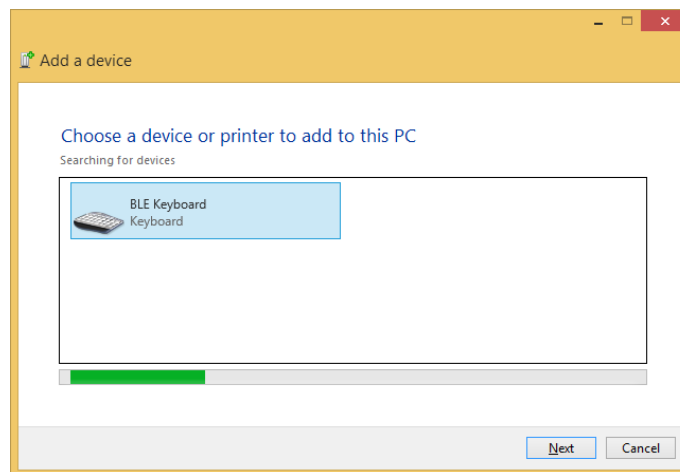 Add a device
Choose a device or printer to add to this PC
Searching for devices
BLE Keyboard
Keyboard
Next
Cancel